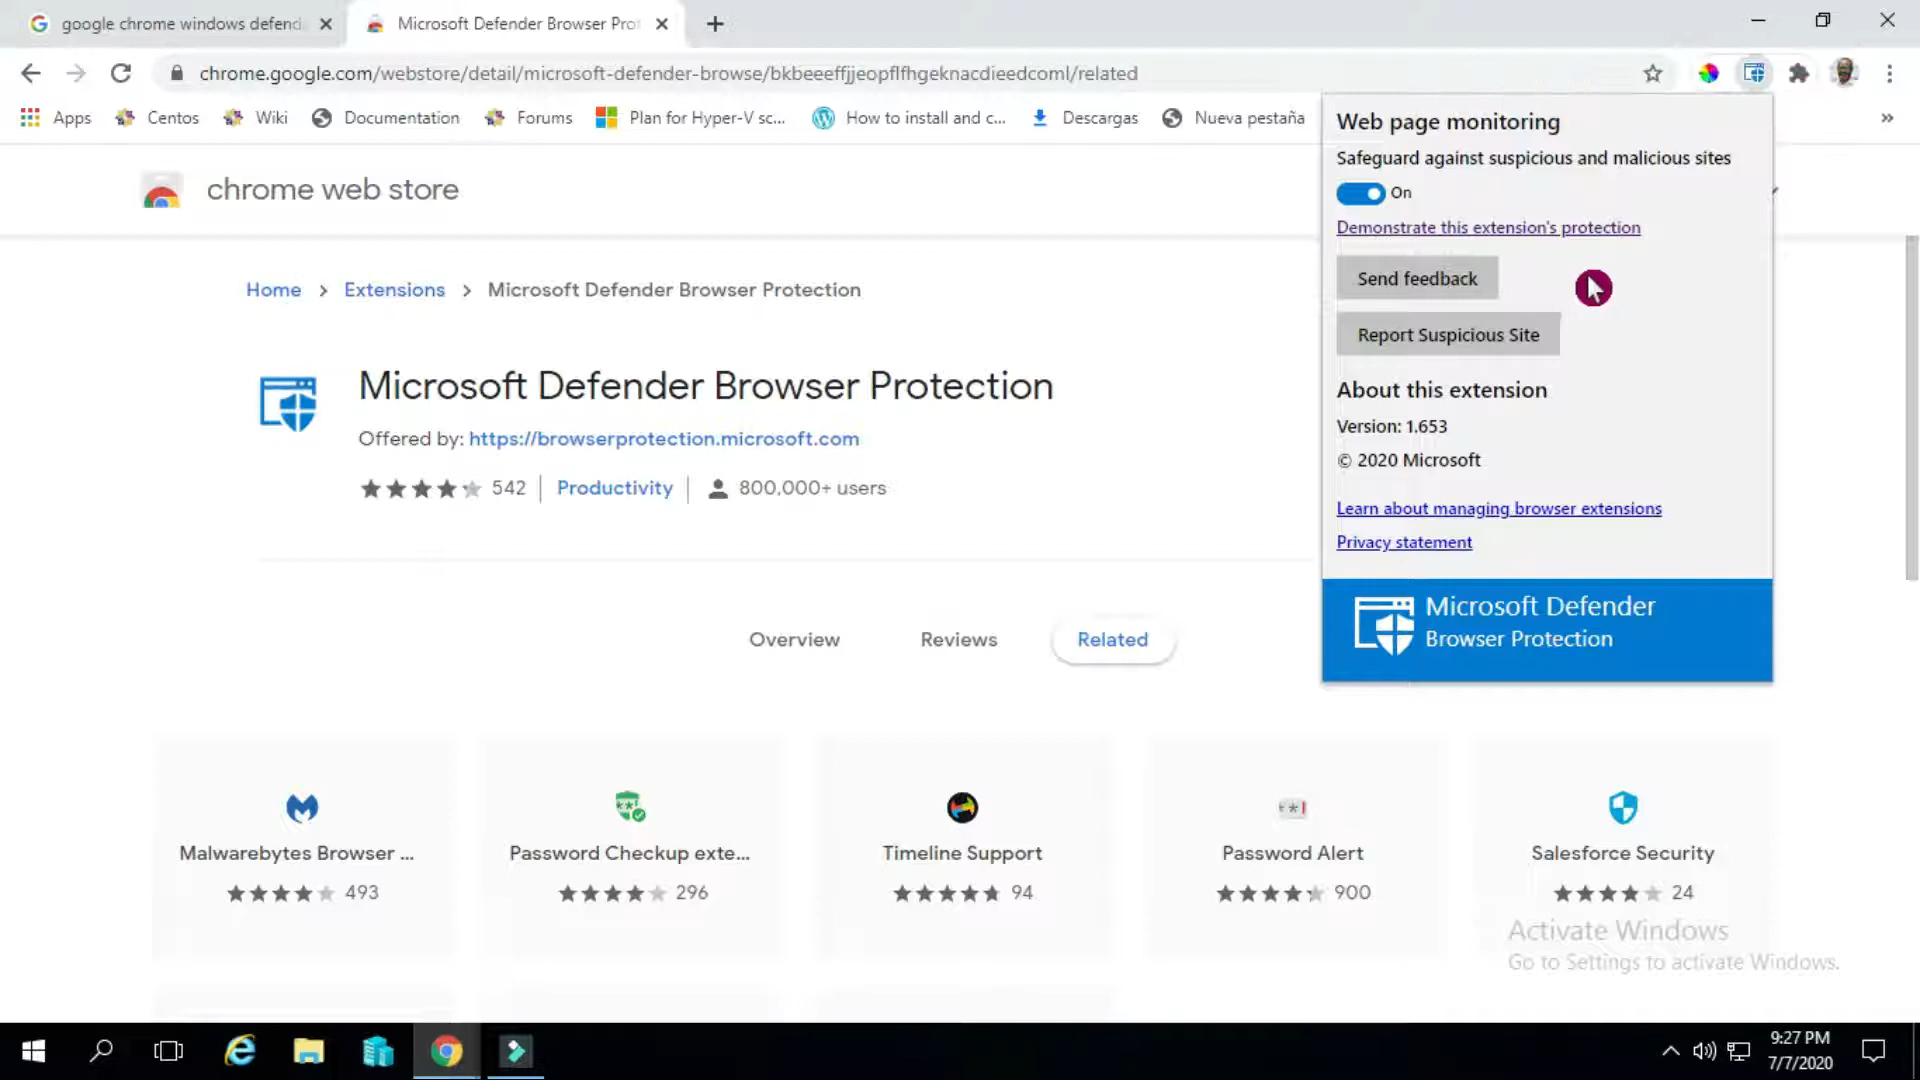 google chrome windows defend
Microsoft Defender Browser Pro
chrome.google.com/webstore/detail/microsoft-defender-browse/bkbeeeffjjeopflfhgeknacdieedcoml/related
Apps
Centos
Wiki
Documentation
Forums
Plan for Hyper-V sc...
How to install and c...
Descargas
Nueva pestaña
»
chrome web store
Home > Extensions > Microsoft Defender Browser Protection
Microsoft Defender Browser Protection
Offered by: https://browserprotection.microsoft.com
542
Productivity
800,000+ users
Overview
Reviews
Related
Web page monitoring
Safeguard against suspicious and malicious sites
On
Demonstrate this extension's protection
Send feedback
Report Suspicious Site
About this extension
Version: 1.653
© 2020 Microsoft
Learn about managing browser extensions
Privacy statement
Microsoft Defender
Browser Protection
Malwarebytes Browser ...
493
Password Checkup exte...
296
Timeline Support
94
Password Alert
900
Salesforce Security
24
Activate Windows
Go to Settings to activate Windows.
9:27 PM
7/7/2020